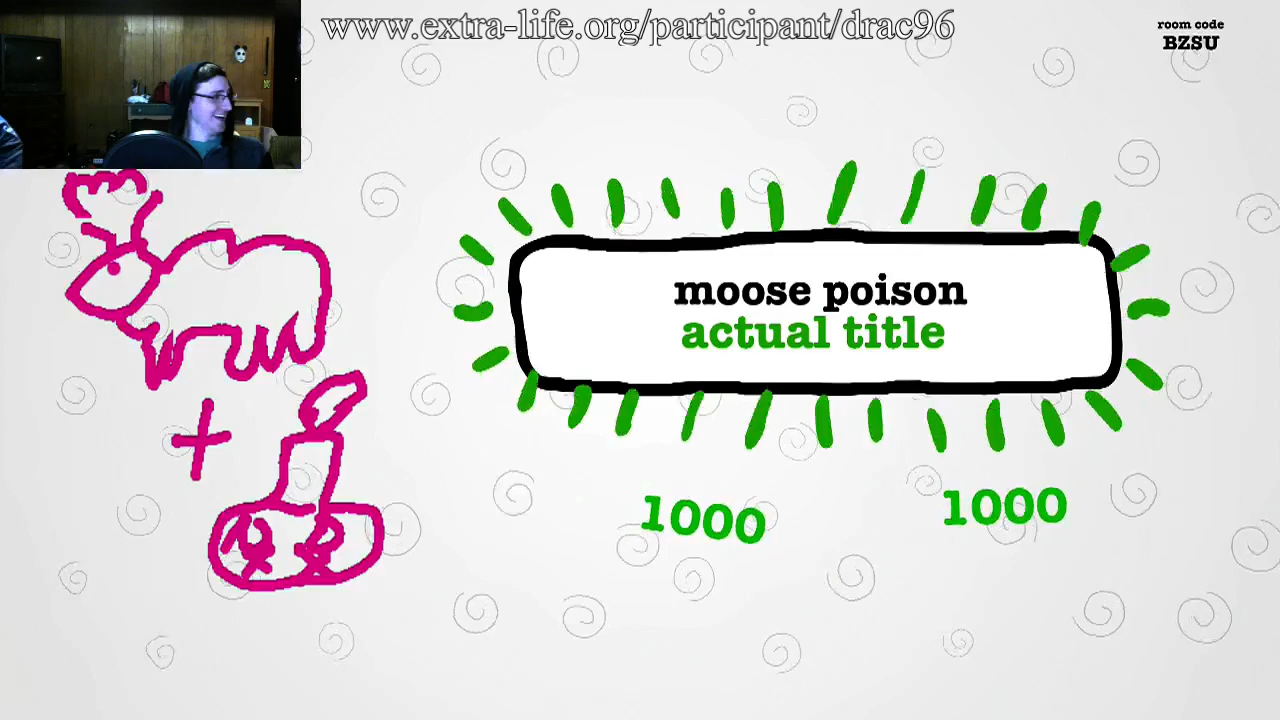 www.extra-life.org/participant/drac96
room code
BZSU
moose poison
actual title
1000 1000